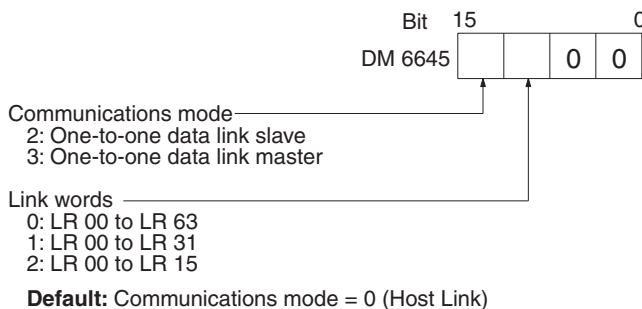 Bit 15 0
DM 6645 0 0
Communications mode
2: One-to-one data link slave
3: One-to-one data link master
Link words
0: LR 00 to LR 63
1: LR 00 to LR 31
2: LR 00 to LR 15
Default: Communications mode = 0 (Host Link)